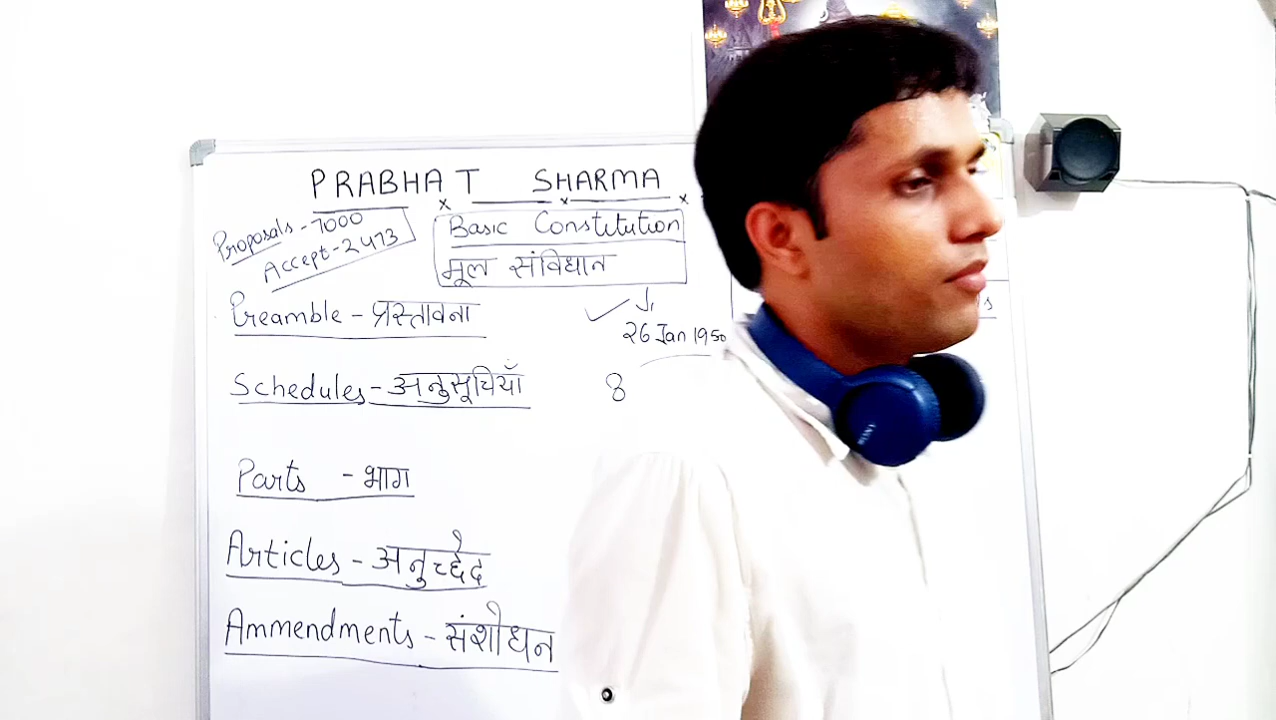 PRABHAT SHARMA
Proposals - 7000
Accept - 2473
Basic Constitution
मूल संविधान
Preamble - प्रस्तावना
26 Jan 1950
Schedules - अनुसूचियाँ 8
Parts - भाग
Articles - अनुच्छेद
Ammendments - संशोधन
SONY